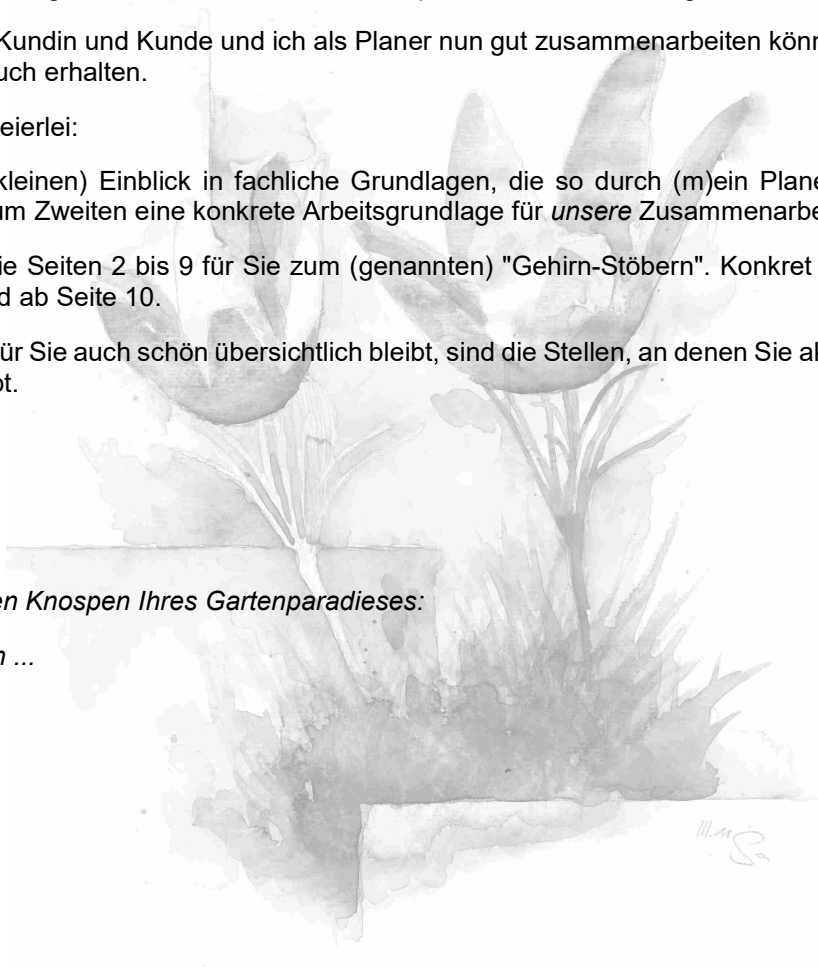 Kundin und Kunde und ich als Planer nun gut zusammenarbeiten könn
uch erhalten.
eierlei:
kleinen) Einblick in fachliche Grundlagen, die so durch (m)ein Plane
um Zweiten eine konkrete Arbeitsgrundlage für unsere Zusammenarbe
ie Seiten 2 bis 9 für Sie zum (genannten) "Gehirn-Stöbern". Konkret
d ab Seite 10.
ür Sie auch schön übersichtlich bleibt, sind die Stellen, an denen Sie ak
bt.
en Knospen Ihres Gartenparadieses:
n ...